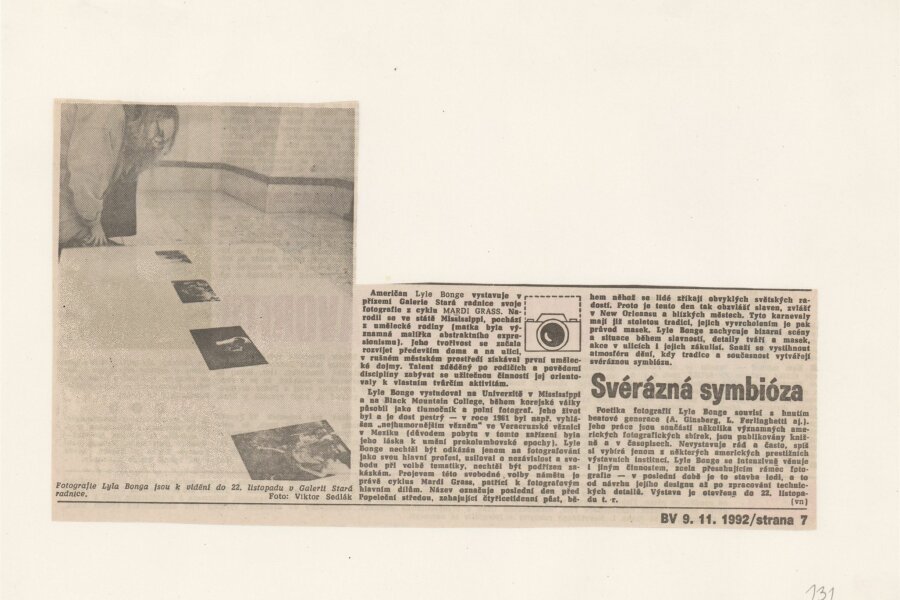 Američan Lyle Bonge vystavuje v
přízemí Galerie Stará radnice svoje
fotografie z cyklu MARDI GRASS. Na-
rodil se ve státě Mississippi, pochází
z umělecké rodiny (matka byla vý-
znamná malířka abstraktního expre-
sionismu). Jeho tvořivost se začala
rozvíjet především doma a na ulici,
v rušném městském prostředí získával první umělec-
ké dojmy. Talent zděděný po rodičích a povědomí
disciplíny zabývat se užitečnou činností jej oriento-
valy k vlastním tvůrčím aktivitám.
Lyle Bonge vystudoval na Univerzitě v Mississippi
a na Black Mountain College, během korejské války
působil jako tlumočník a polní fotograf. Jeho život
byl a je dost pestrý — v roce 1961 byl např. vyhlá-
šen „nejhumornějším vězněm" ve Veracruzské věznici
v Mexiku (důvodem pobytu v tomto zařízení byla
jeho láska k umění prokolumbovské epochy). Lyle
Bonge nechtěl být odkázán jenom na fotografování
jako svou hlavní profesi, usiloval o nezávislost a svo-
bodu při volbě tematiky, nechtěl být podřízen za-
kázkám. Projevem této svobodné volby námětu je
právě cyklus Mardi Grass, patřící k fotografovým
hlavním dílům. Název označuje poslední den před
Popeleční středou, zahajující čtyřicetidenní půst, bě-
hem něhož se lidé zříkají obvyklých světských ra-
dostí. Proto je tento den tak obzvlášť slaven, zvlášť
v New Orleansu a blízkých městech. Tyto karnevaly
mají již stoletou tradici, jejich vyvrcholením je pak
průvod masek. Lyle Bonge zachycuje bizarní scény
a situace během slavností, detaily tváří a masek,
akce v ulicích i jejich zákulisí. Snaží se vystihnout
atmosféru dění, kdy tradice a současnost vytvářejí
svéráznou symbiózu.
Svérázná symbióza
Poetika fotografií Lyle Bonge souvisí s hnutím
beatové generace (A. Ginsberg, L. Ferlinghetti aj.).
Jeho práce jsou součástí několika významných ame-
rických fotografických sbírek, jsou publikovány kniž-
ně a v časopisech. Nevystavuje rád a často, spíš
si vybírá jenom z některých amerických prestižních
výstavních institucí. Lyle Bonge se intenzivně věnuje
i jiným činnostem, zcela přesahujícím rámec foto-
grafie — v poslední době je to stavba lodí, a to
od návrhu jejího designu až po zpracování technic-
kých detailů. Výstava je otevřena do 22. listopa-
du t. r. (vn)
Fotografie Lyla Bonga jsou k vidění do 22. listopadu v Galerii Stará
radnice. Foto: Viktor Sedlák
BV 9. 11. 1992/strana 7
131